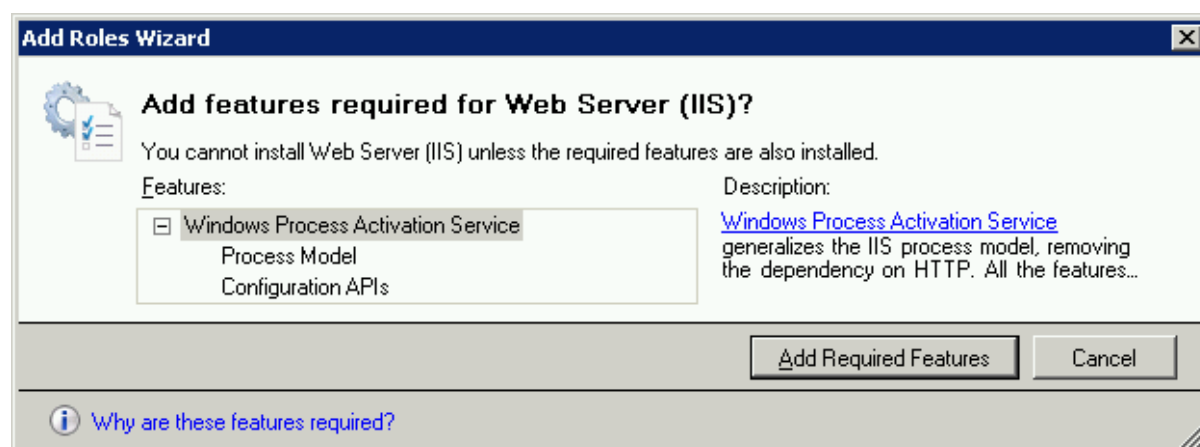 Add Roles Wizard
Add features required for Web Server (IIS)?
You cannot install Web Server (IIS) unless the required features are also installed.
Features:
Windows Process Activation Service
Process Model
Configuration APIs
Description:
Windows Process Activation Service
generalizes the IIS process model, removing
the dependency on HTTP. All the features...
Add Required Features
Cancel
Why are these features required?